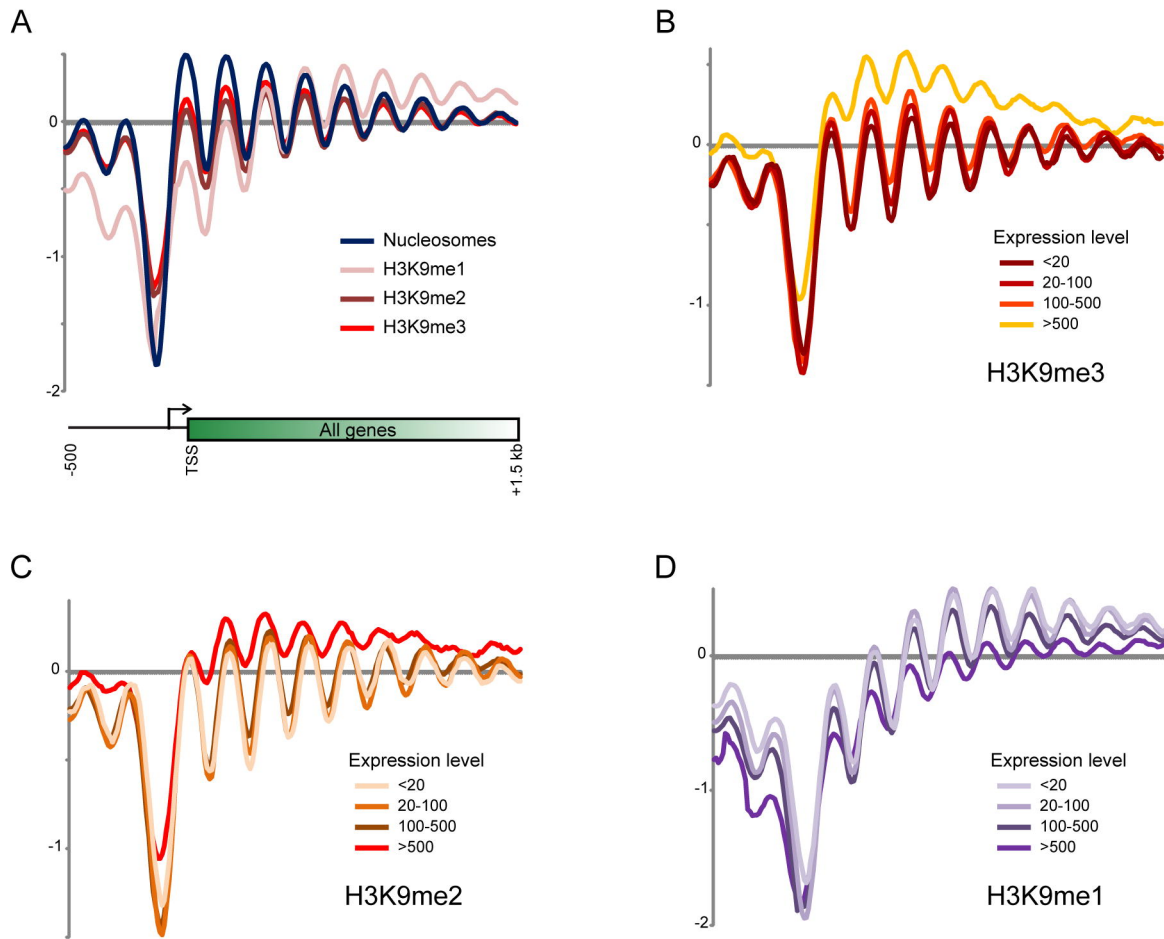 A
0
-1
-2
Nucleosomes
H3K9me1
H3K9me2
H3K9me3
All genes
-500
TSS
+1.5 kb
B
0
-1
Expression level
<20
20-100
100-500
>500
H3K9me3
C
0
-1
Expression level
<20
20-100
100-500
>500
H3K9me2
D
0
-1
-2
Expression level
<20
20-100
100-500
>500
H3K9me1